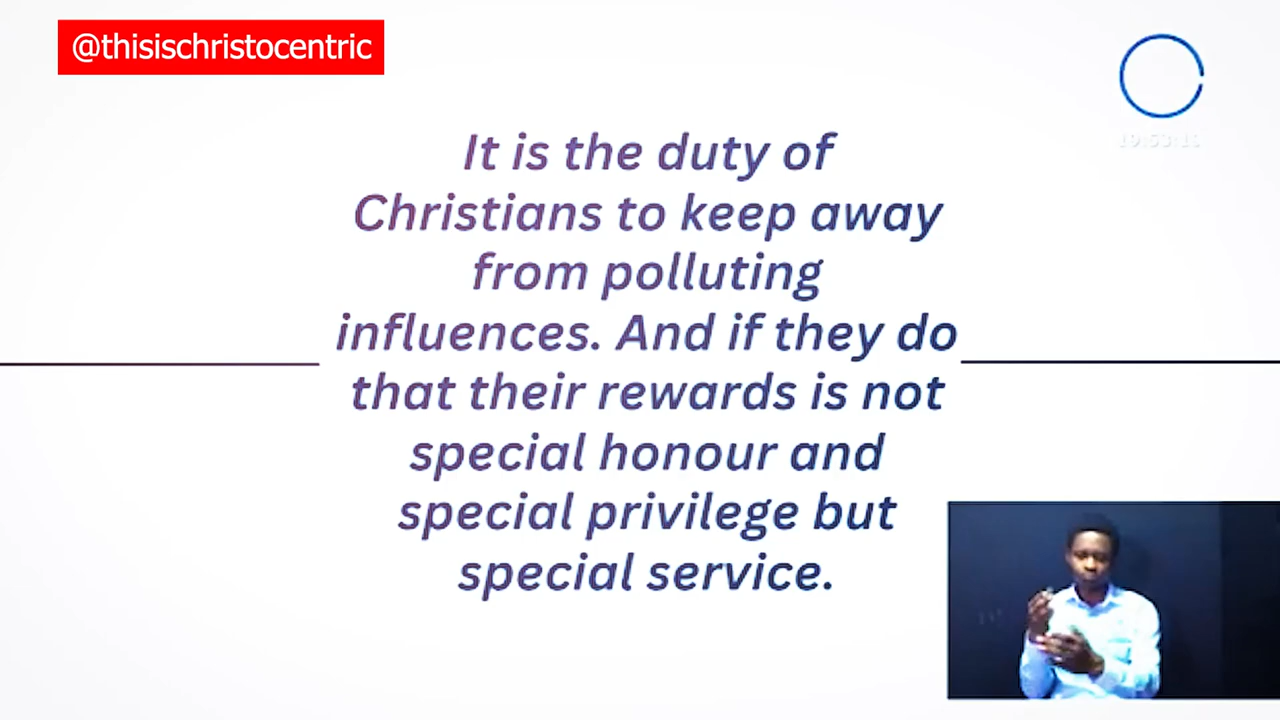 @thisischristocentric
It is the duty of
Christians to keep away
from polluting
influences. And if they do
that their rewards is not
special honour and
special privilege but
special service.